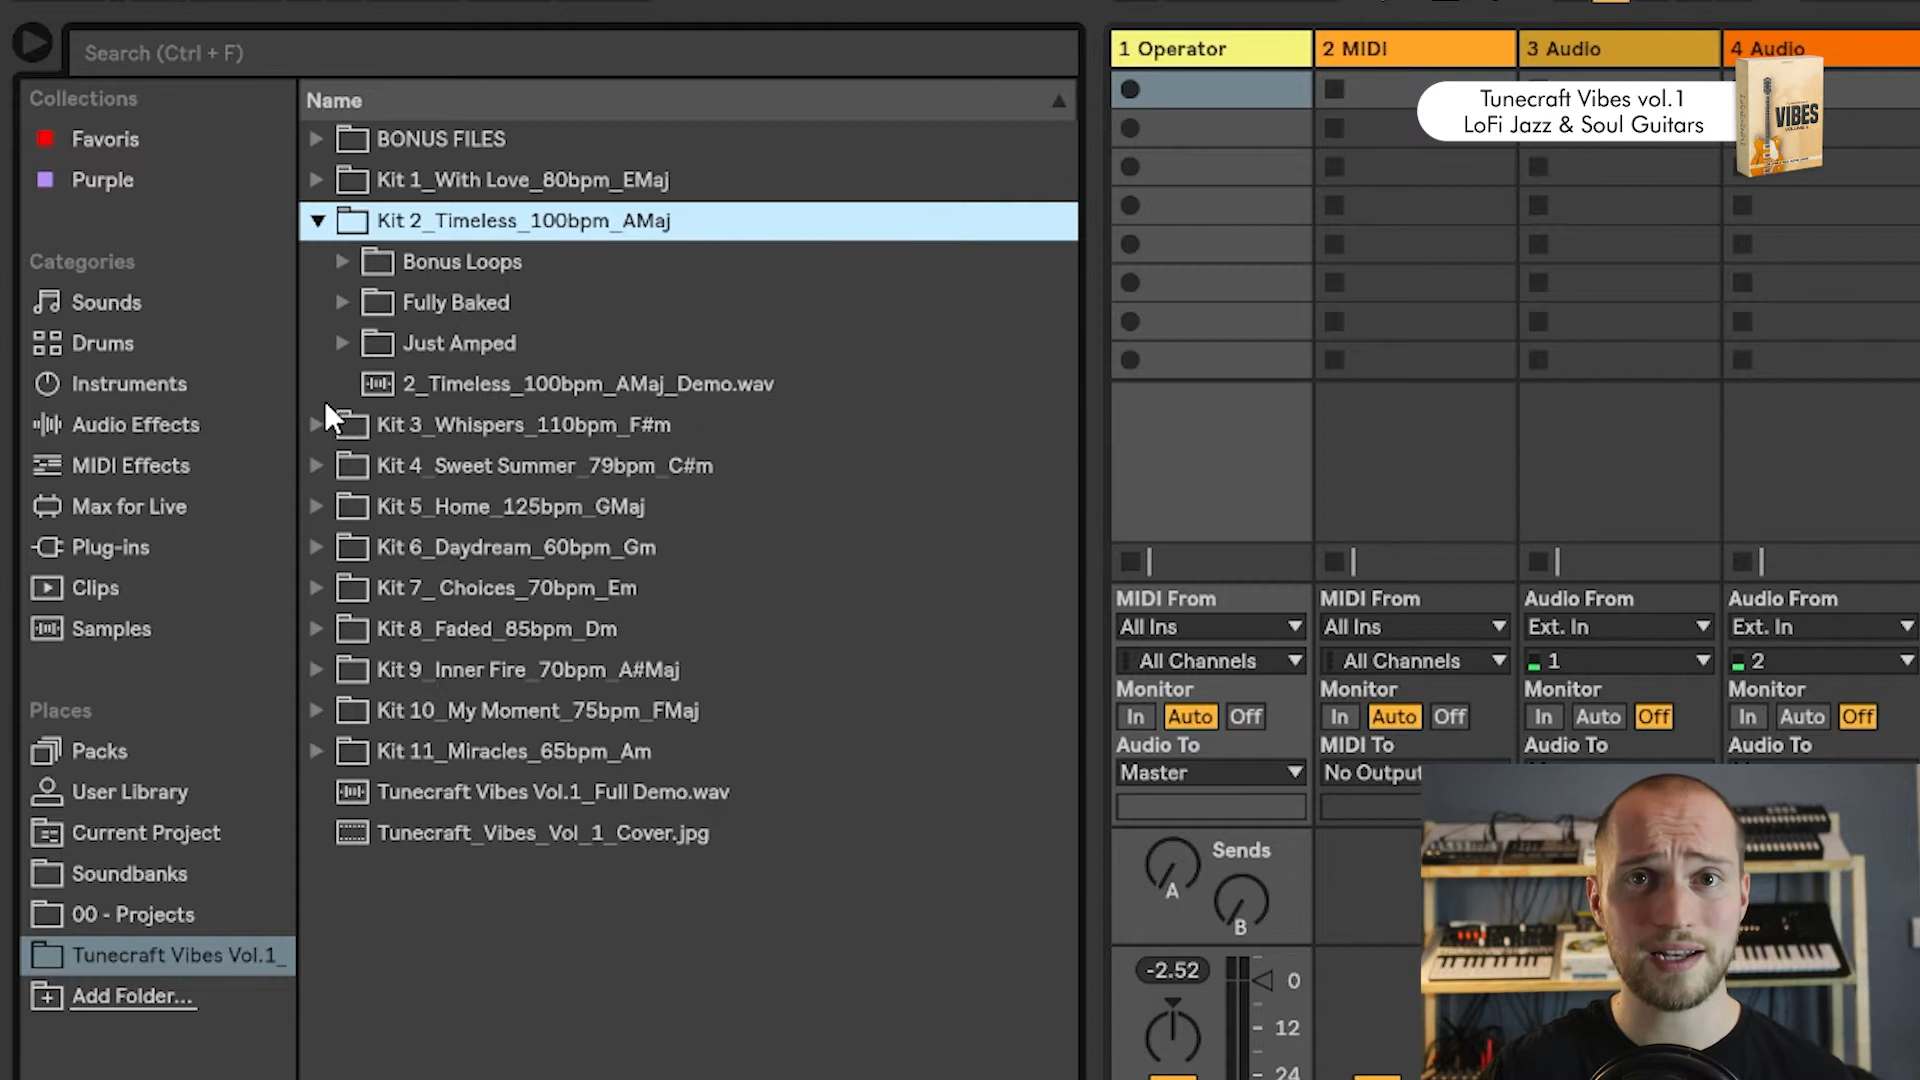 Search (Ctrl + F)
Collections
Favoris
Purple
Categories
Sounds
Drums
Instruments
Audio Effects
MIDI Effects
Max for Live
Plug-ins
Clips
Samples
Places
Packs
User Library
Current Project
Soundbanks
00 - Projects
Tunecraft Vibes Vol.1_
Add Folder...
Name
BONUS FILES
Kit 1_With Love_80bpm_EMaj
Kit 2_Timeless_100bpm_AMaj
Bonus Loops
Fully Baked
Just Amped
2_Timeless_100bpm_AMaj_Demo.wav
Kit 3_Whispers_110bpm_F#m
Kit 4_Sweet Summer_79bpm_C#m
Kit 5_Home_125bpm_GMaj
Kit 6_Daydream_60bpm_Gm
Kit 7_ Choices_70bpm_Em
Kit 8_Faded_85bpm_Dm
Kit 9_Inner Fire_70bpm_A#Maj
Kit 10_My Moment_75bpm_FMaj
Kit 11_Miracles_65bpm_Am
Tunecraft Vibes Vol.1_Full Demo.wav
Tunecraft_Vibes_Vol_1_Cover.jpg
1 Operator
2 MIDI
3 Audio
4 Audio
Tunecraft Vibes vol.1
LoFi Jazz & Soul Guitars
VIBES
MIDI From
All Ins
All Channels
Monitor
In Auto Off
Audio To
Master
MIDI From
All Ins
All Channels
Monitor
In Auto Off
MIDI To
No Output
Audio From
Ext. In
1
Monitor
In Auto Off
Audio To
Audio From
Ext. In
2
Monitor
In Auto Off
Audio To
Sends
A
B
-2.52
0
12
24